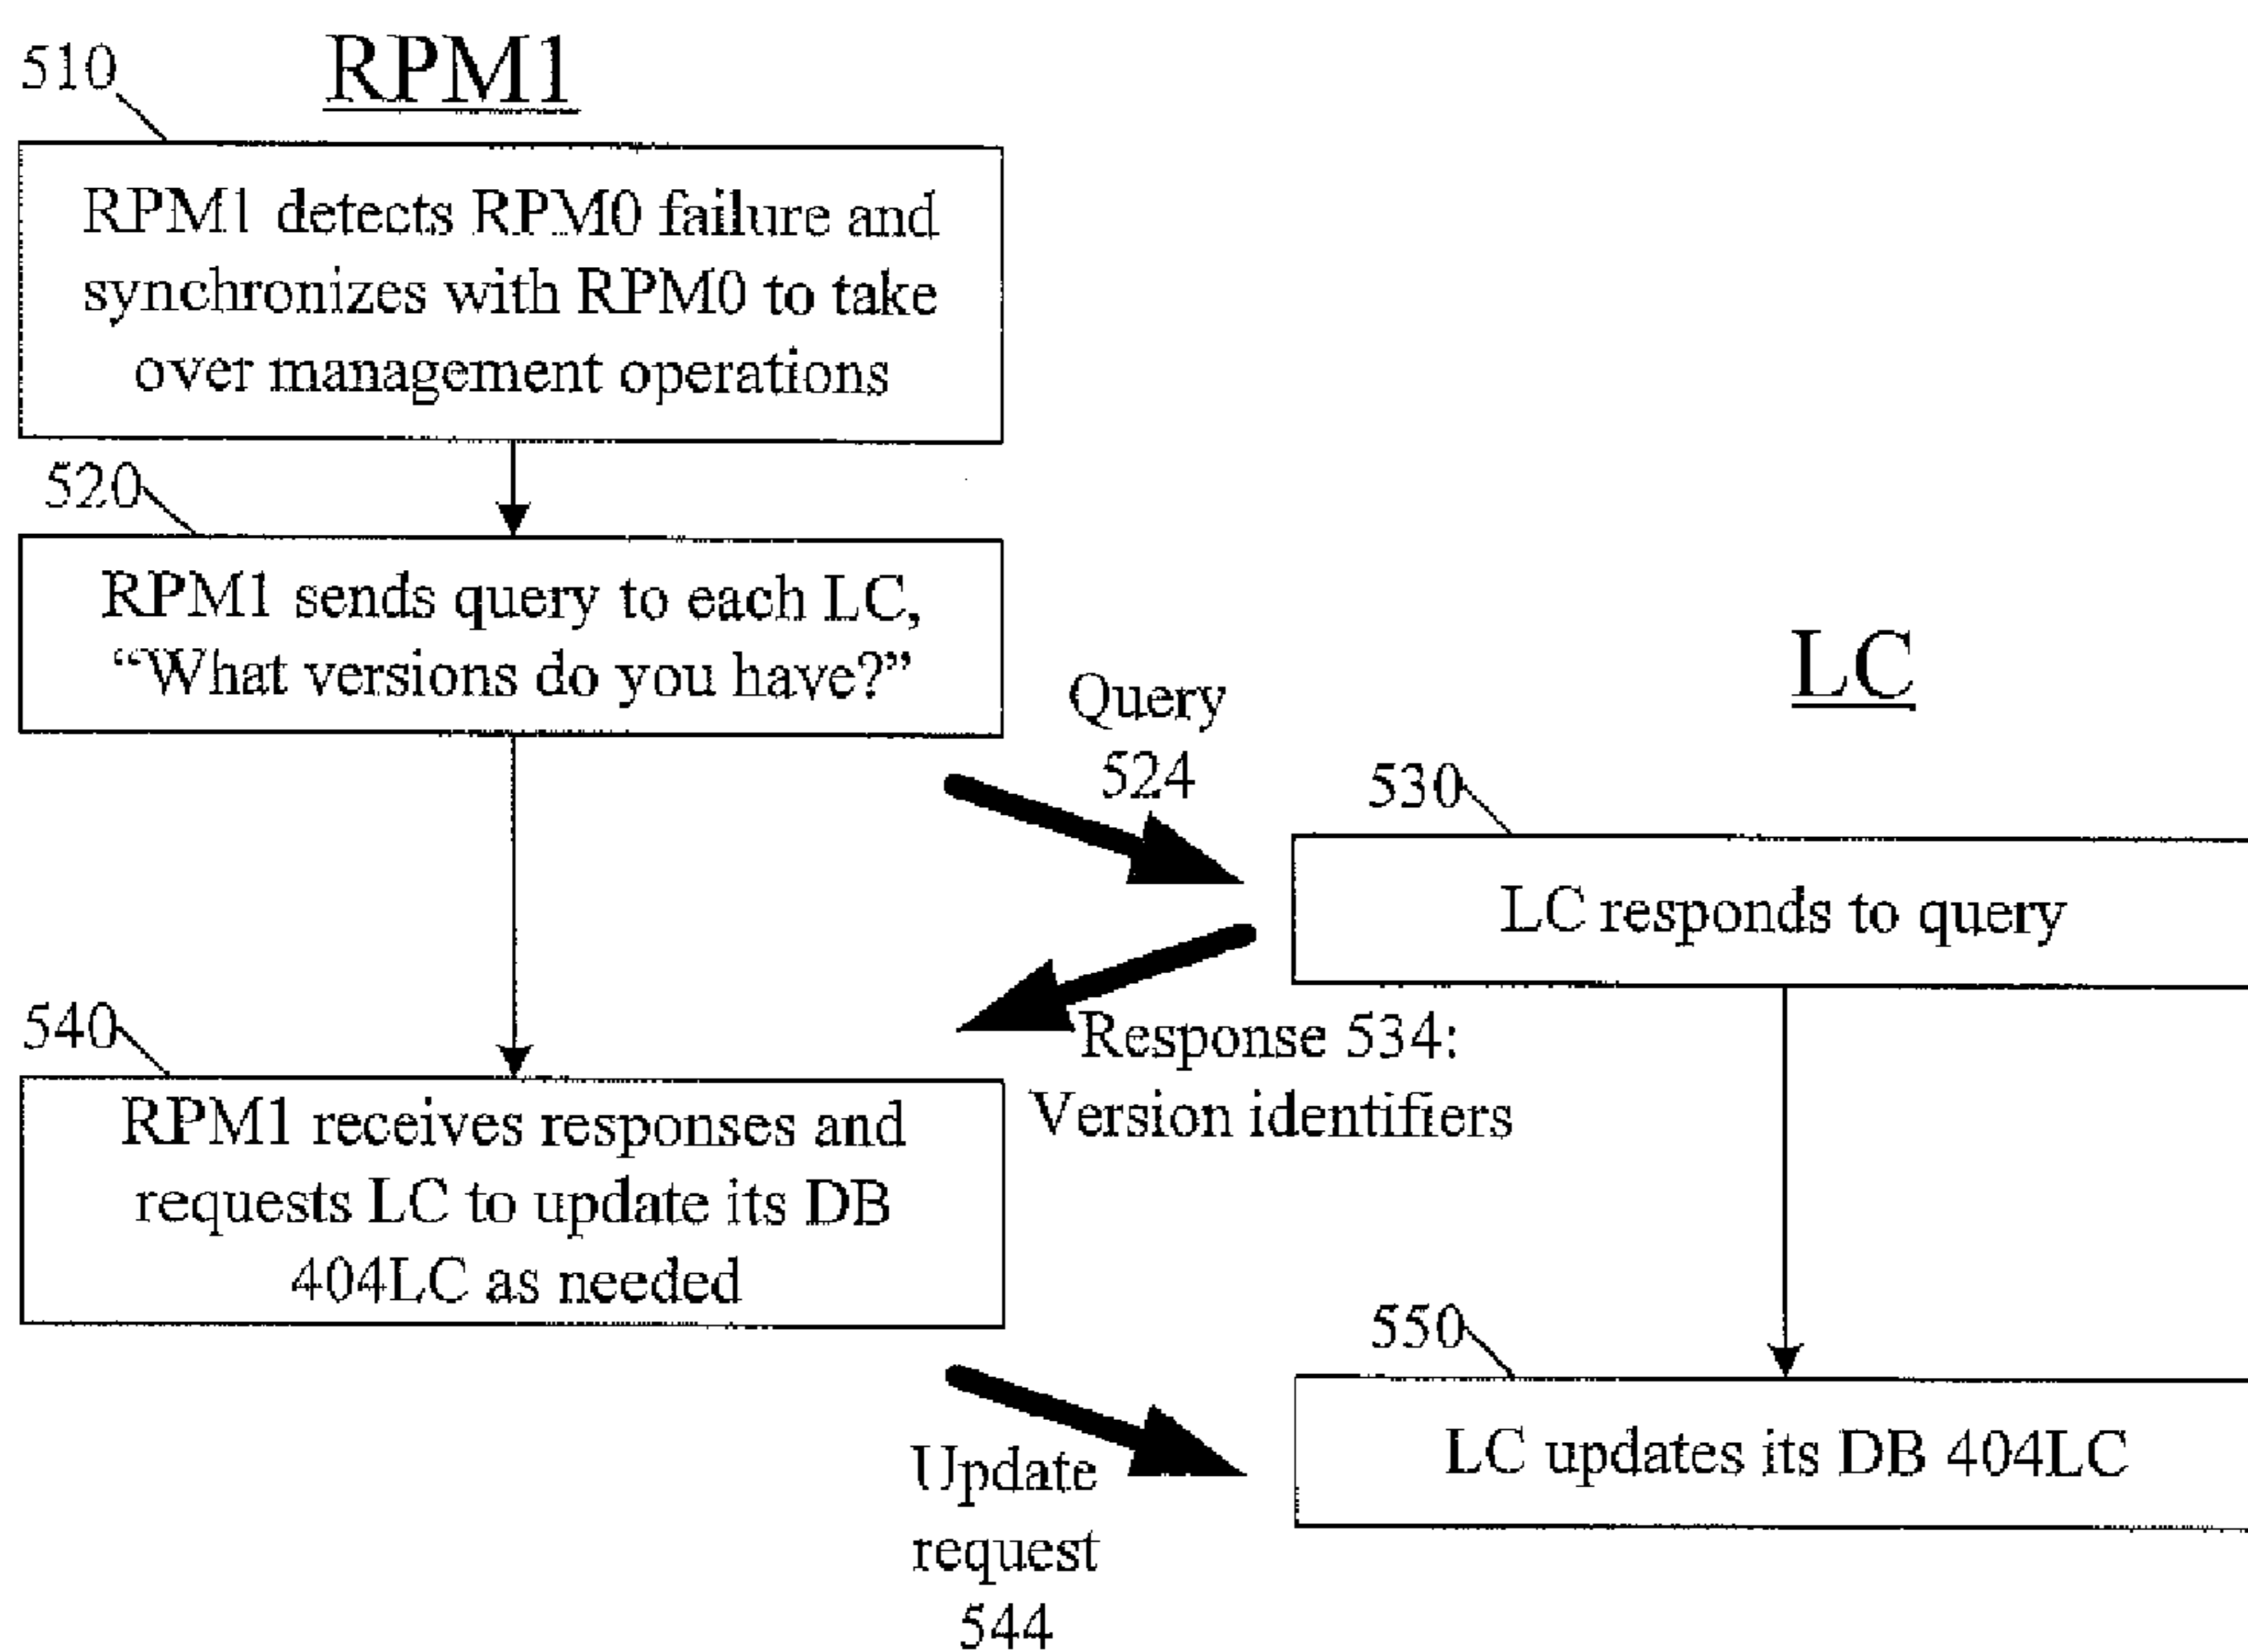 510
RPM1
RPM1 detects RPM0 failure and
synchronizes with RPM0 to take
over management operations
520
RPM1 sends query to each LC,
“What versions do you have?”
Query
524
LC
530
LC responds to query
Response 534:
Version identifiers
540
RPM1 receives responses and
requests LC to update its DB
404LC as needed
Update
request
544
550
LC updates its DB 404LC